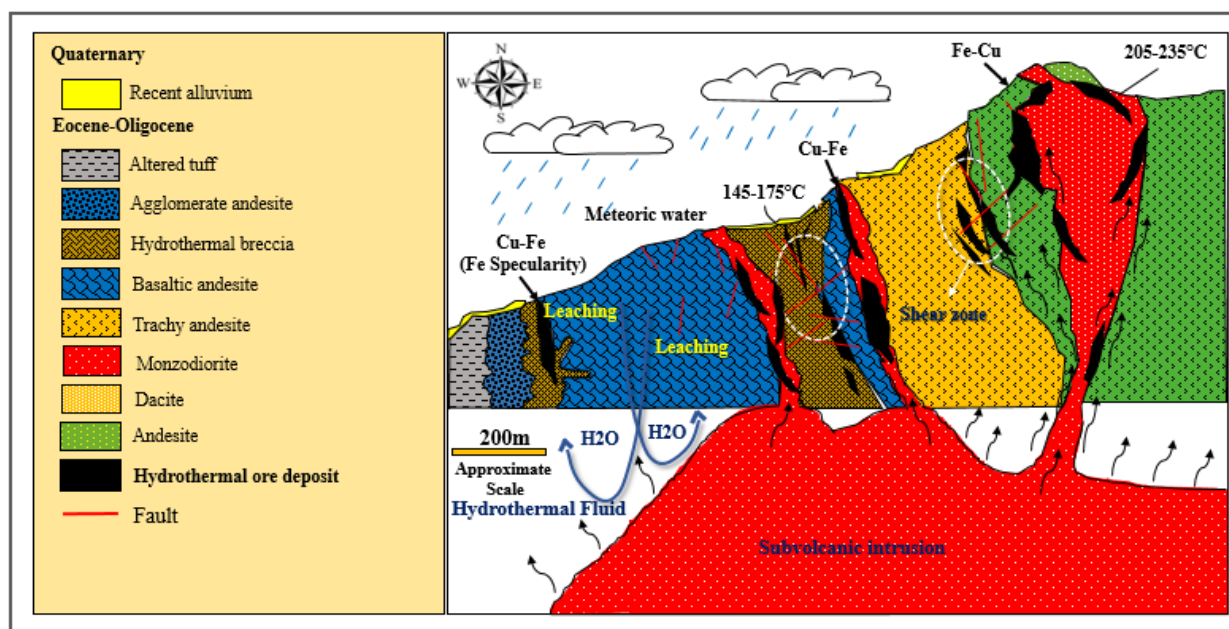 Quaternary
Recent alluvium
Eocene-Oligocene
Altered tuff
Agglomerate andesite
Hydrothermal breccia
Basaltic andesite
Trachy andesite
Monzodiorite
Dacite
Andesite
Hydrothermal ore deposit
Fault
N
W E
S
Fe-Cu
205-235°C
Cu-Fe
145-175°C
Meteoric water
Cu-Fe
(Fe Specularity)
Leaching
Leaching
Shear zone
H2O
H2O
200m
Approximate
Scale
Hydrothermal Fluid
Subvolcanic intrusion